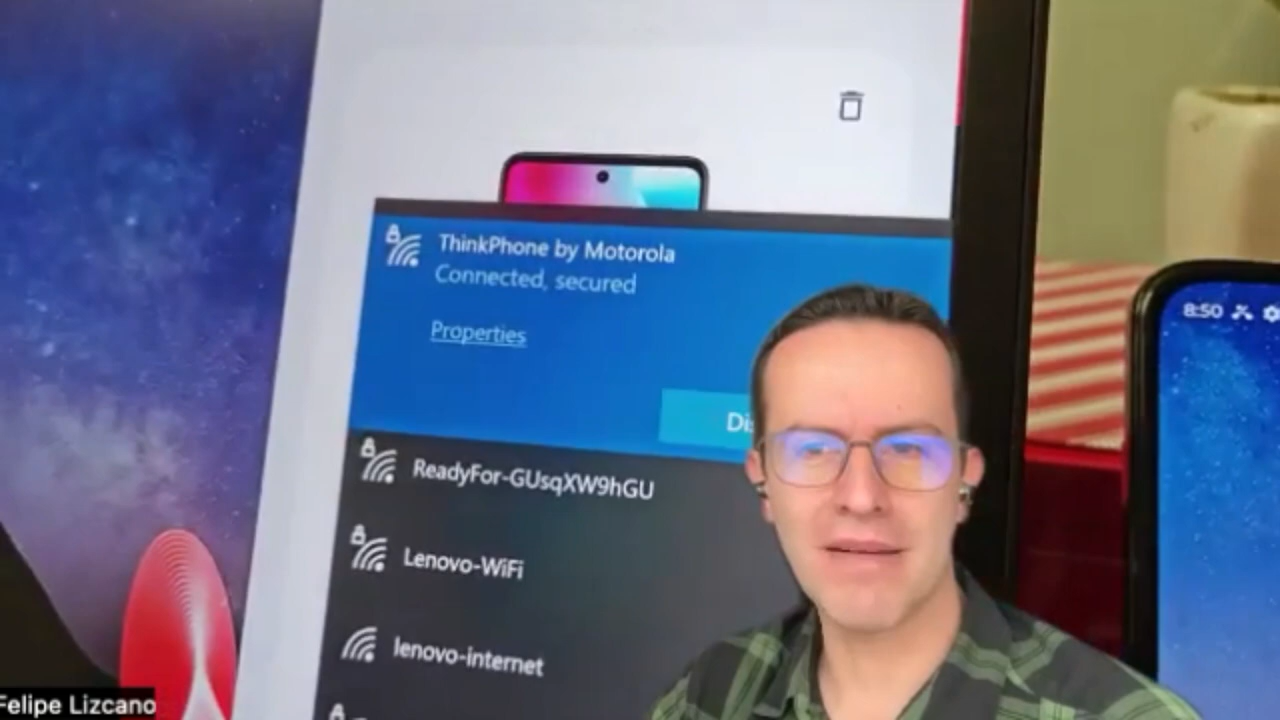 ThinkPhone by Motorola
Connected, secured
Properties
8:50
ReadyFor-GUsqXW9hGU
Lenovo-WiFi
lenovo-internet
Felipe Lizcano